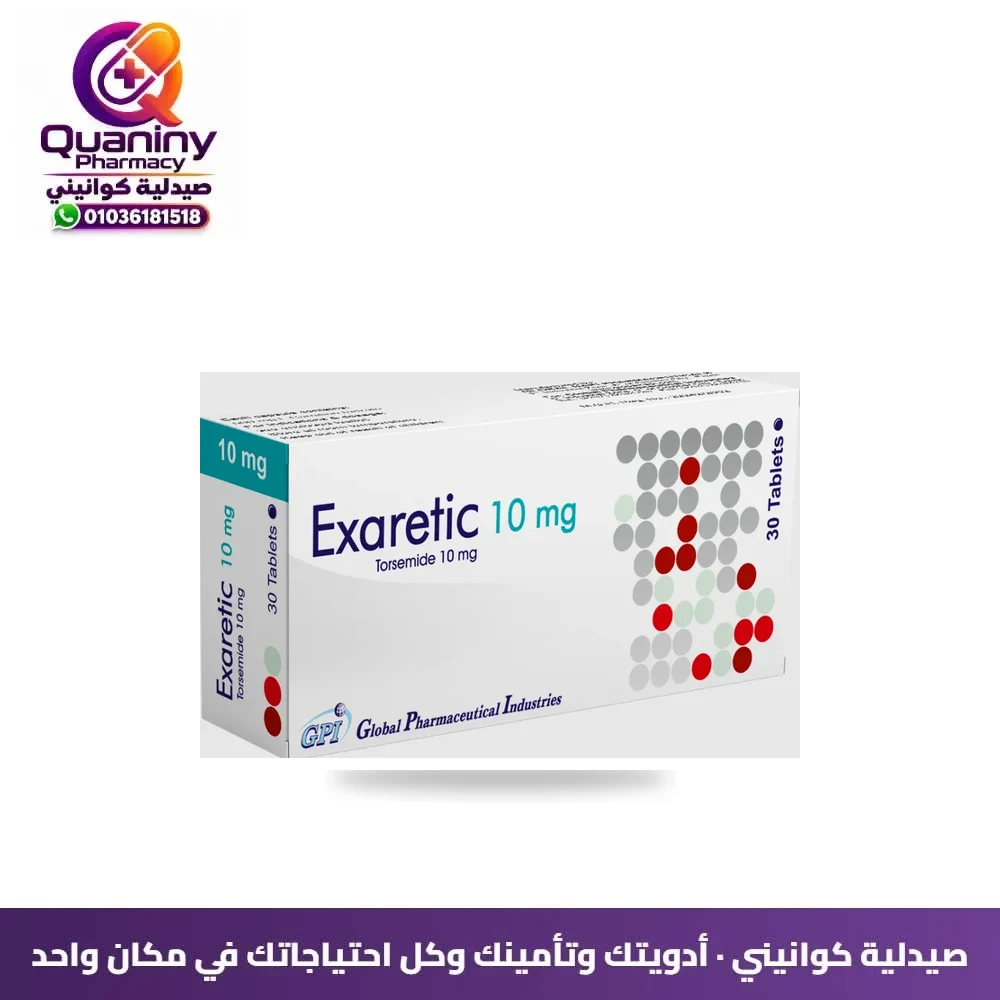 Quaniny
Pharmacy
صيدلية كوانيني
01036181518
10 mg
Exaretic 10 mg
Torsemide 10 mg
30 Tablets
Exaretic 10 mg
Torsemide 10 mg
30 Tablets
GPI Global Pharmaceutical Industries
صيدلية كوانيني · أدويتك وتأمينك وكل احتياجاتك في مكان واحد